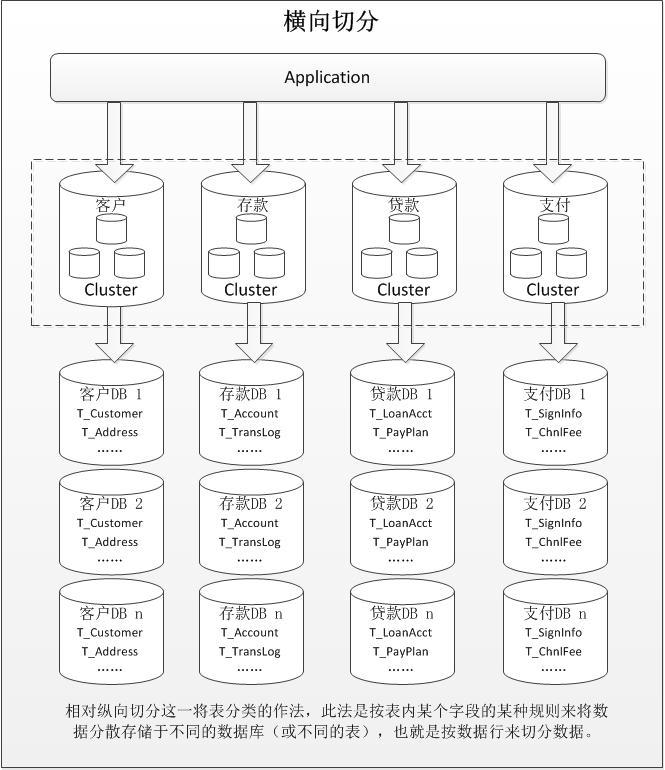 横向切分
Application
客户 存款 贷款 支付
Cluster Cluster Cluster Cluster
客户DB 1 存款DB 1 贷款DB 1 支付DB 1
T_Customer T_Account T_LoanAcct T_SignInfo
T_Address T_TransLog T_PayPlan T_ChnlFee
…… …… …… ……
客户DB 2 存款DB 2 贷款DB 2 支付DB 2
T_Customer T_Account T_LoanAcct T_SignInfo
T_Address T_TransLog T_PayPlan T_ChnlFee
…… …… …… ……
客户DB n 存款DB n 贷款DB n 支付DB n
T_Customer T_Account T_LoanAcct T_SignInfo
T_Address T_TransLog T_PayPlan T_ChnlFee
…… …… …… ……
相对纵向切分这一将表分类的作法，此法是按表内某个字段的某种规则来将数
据分散存储于不同的数据库（或不同的表），也就是按数据行来切分数据。